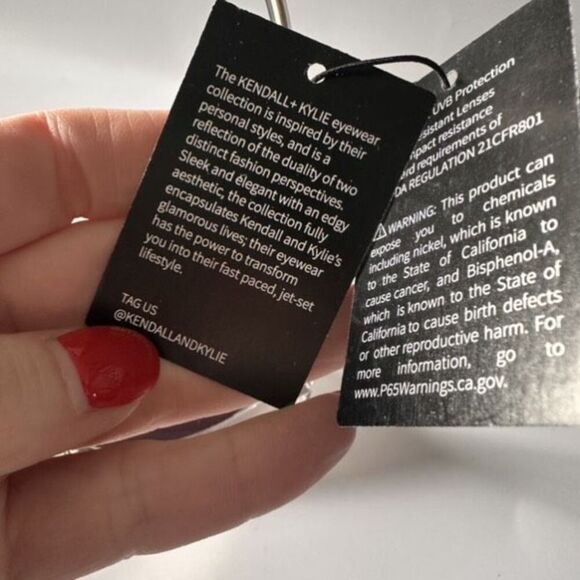 The KENDALL+ KYLIE eyewear
collection is inspired by their
personal styles, and is a
reflection of the duality of two
distinct fashion perspectives.
Sleek and elegant with an edgy
aesthetic, the collection fully
encapsulates Kendall and Kylie's
glamorous lives; their eyewear
has the power to transform
you into their fast paced, jet-set
lifestyle.
TAG US
@KENDALLANDKYLIE
UVB Protection
Lenses
resistance
requirements of
REGULATION 21CFR801
⚠WARNING: This product can
expose you to chemicals
including nickel, which is known
to the State of California to
cause cancer, and Bisphenol-A,
which is known to the State of
California to cause birth defects
or other reproductive harm. For
more information, go to
www.P65Warnings.ca.gov.